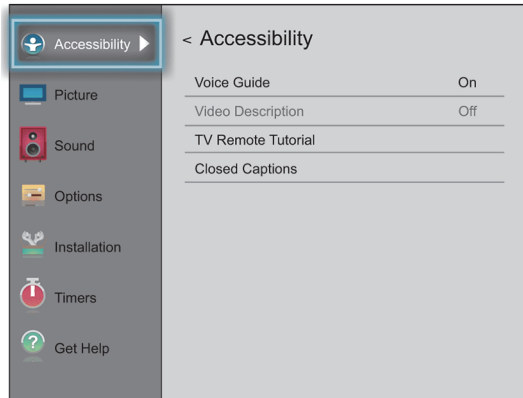 Accessibility
Picture
Sound
Options
Installation
Timers
Get Help
< Accessibility
Voice Guide On
Video Description Off
TV Remote Tutorial
Closed Captions